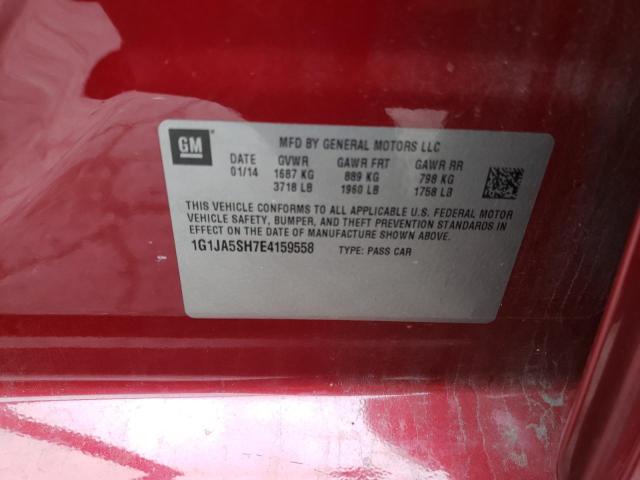 GM
MFD BY GENERAL MOTORS LLC
DATE GVWR GAWR FRT GAWR RR
01/14 1687 KG 889 KG 798 KG
3718 LB 1960 LB 1758 LB
THIS VEHICLE CONFORMS TO ALL APPLICABLE U.S. FEDERAL MOTOR
VEHICLE SAFETY, BUMPER, AND THEFT PREVENTION STANDARDS IN
EFFECT ON THE DATE OF MANUFACTURE SHOWN ABOVE.
1G1JA5SH7E4159558 TYPE: PASS CAR